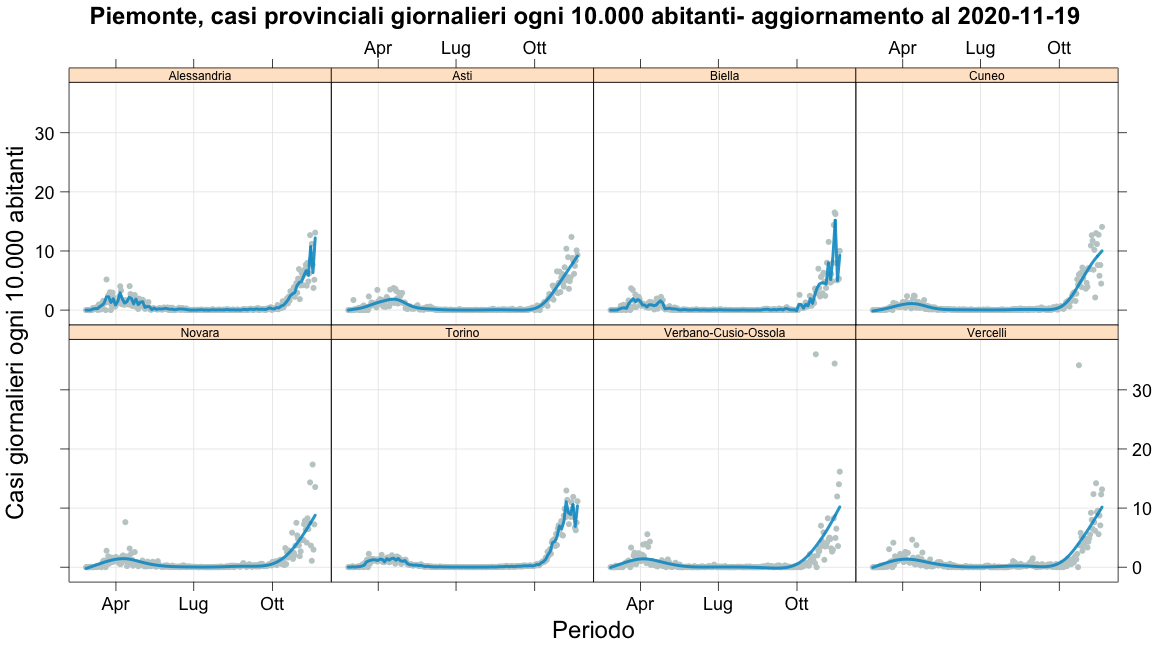 Piemonte, casi provinciali giornalieri ogni 10.000 abitanti- aggiornamento al 2020-11-19
Apr Lug Ott Apr Lug Ott
Alessandria Asti Biella Cuneo
30
20
10
0
Novara Torino Verbano-Cusio-Ossola Vercelli
30
20
10
0
Apr Lug Ott Apr Lug Ott
Periodo
Casi giornalieri ogni 10.000 abitanti